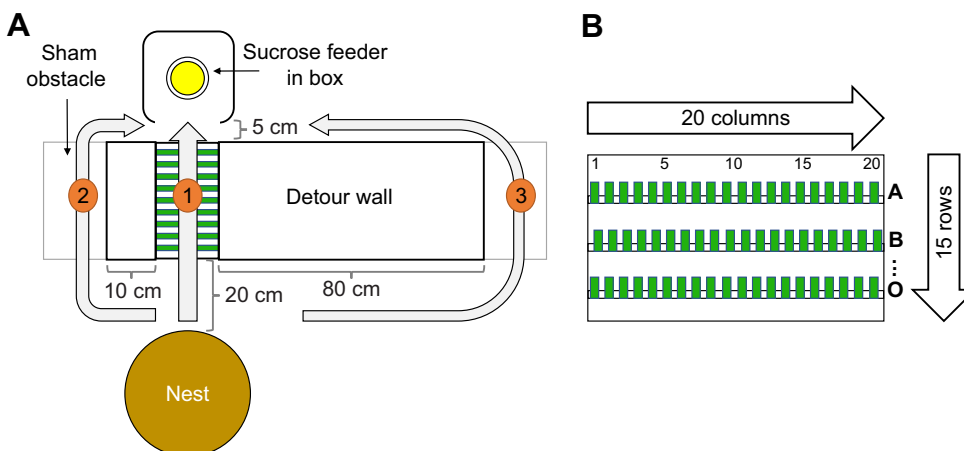 A
Sham
obstacle
Sucrose feeder
in box
5 cm
2
1
3
Detour wall
10 cm
20 cm
80 cm
Nest
B
20 columns
1 5 10 15 20
A
B
...
O
15 rows